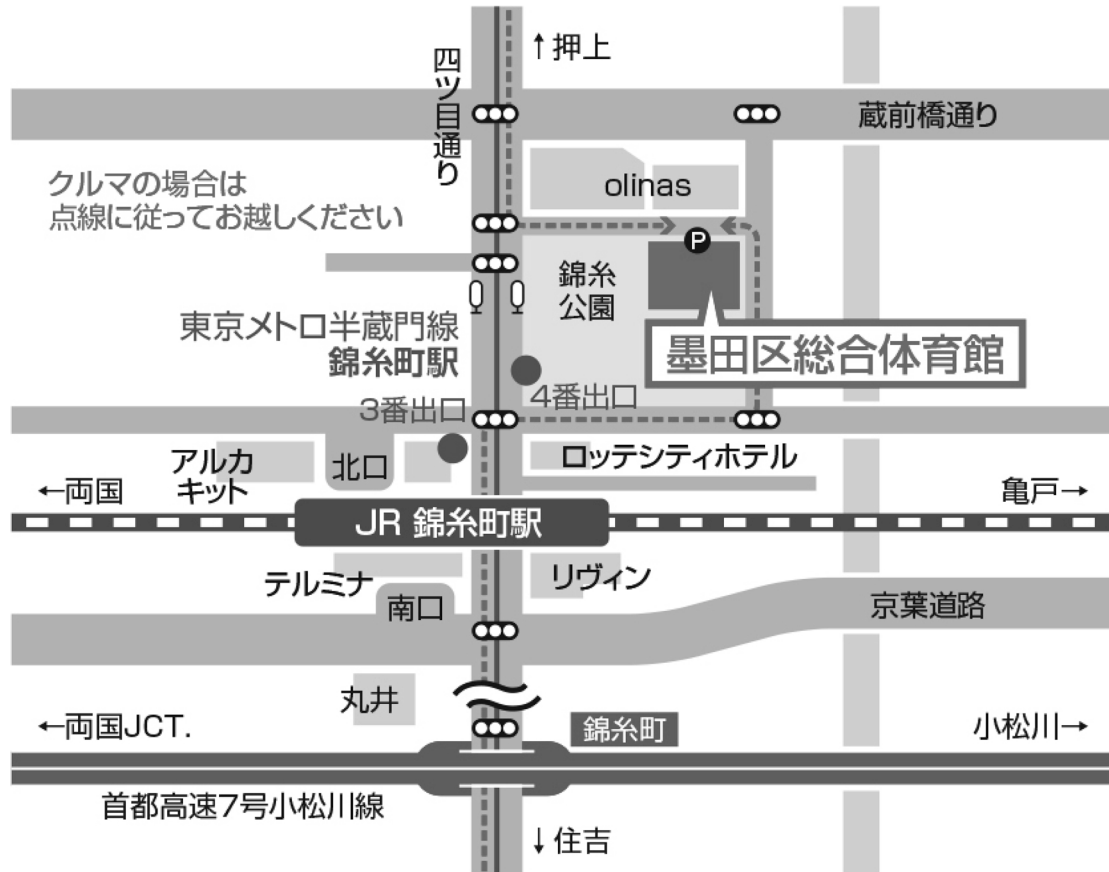 ↑押上
四ツ目通り
蔵前橋通り
クルマの場合は
点線に従ってお越しください
olinas
P
錦糸
公園
東京メトロ半蔵門線
錦糸町駅
墨田区総合体育館
3番出口
4番出口
アルカ
キット
北口
ロッテシティホテル
←両国
亀戸→
JR 錦糸町駅
テルミナ
南口
リヴィン
京葉道路
丸井
←両国JCT.
錦糸町
小松川→
首都高速7号小松川線
↓住吉